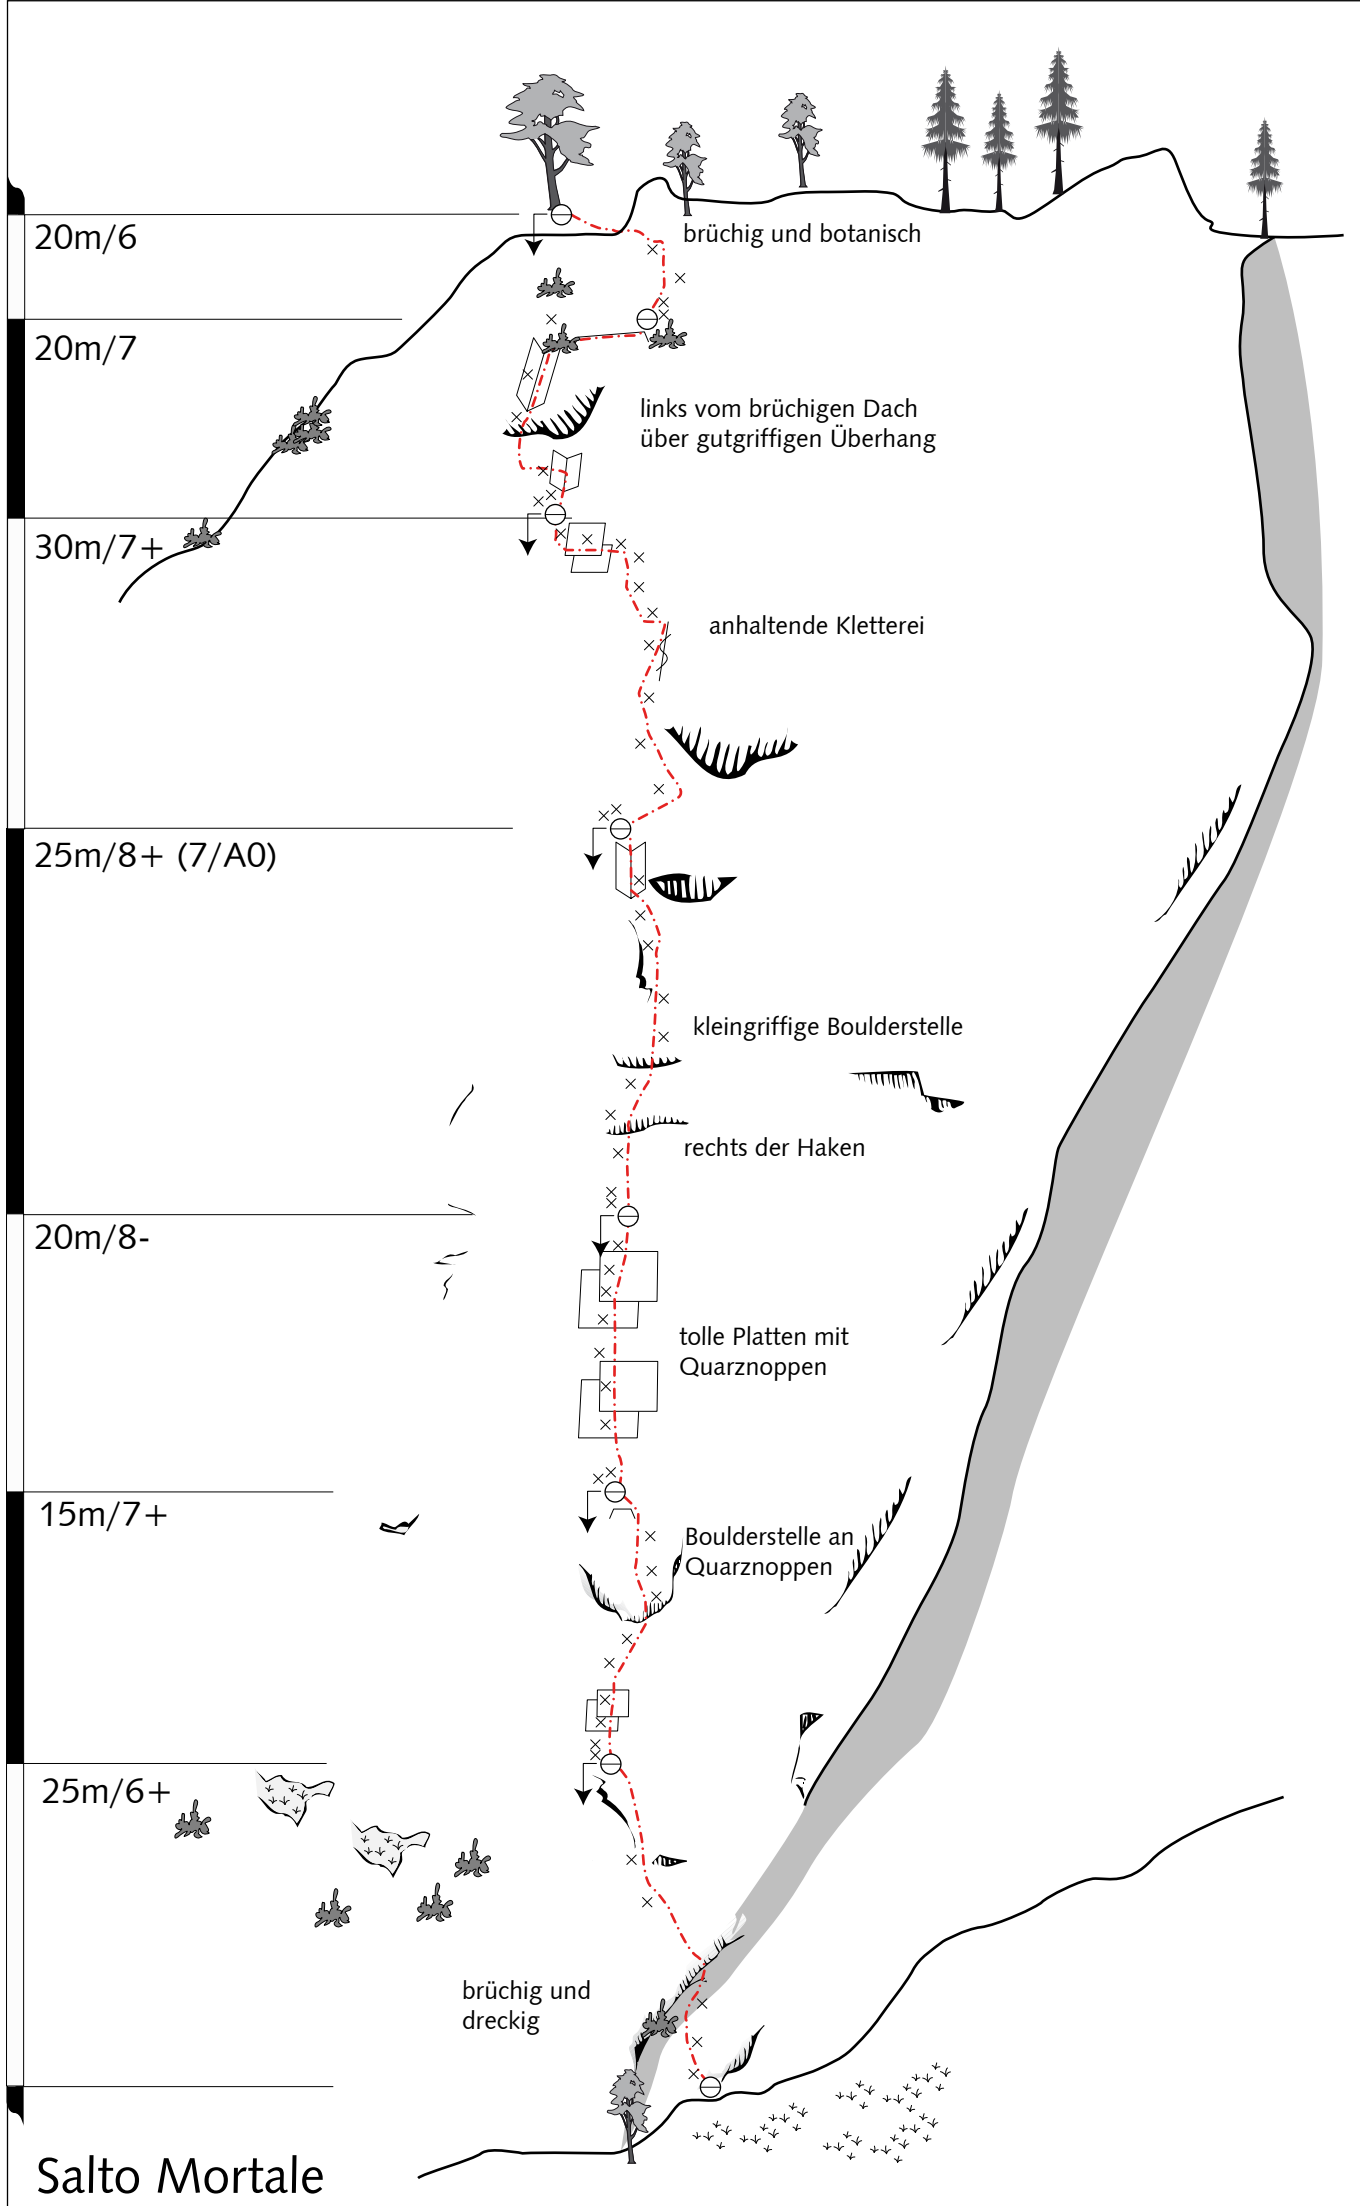 20m/6
brüchig und botanisch
20m/7
links vom brüchigen Dach
über gutgriffigen Überhang
30m/7+
anhaltende Kletterei
25m/8+ (7/A0)
kleingriffige Boulderstelle
rechts der Haken
20m/8-
tolle Platten mit
Quarznoppen
15m/7+
Boulderstelle an
Quarznoppen
25m/6+
brüchig und
dreckig
Salto Mortale